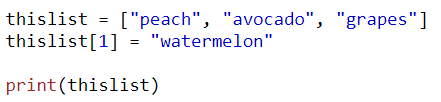 thislist = ["peach", "avocado", "grapes"]
thislist[1] = "watermelon"
print(thislist)